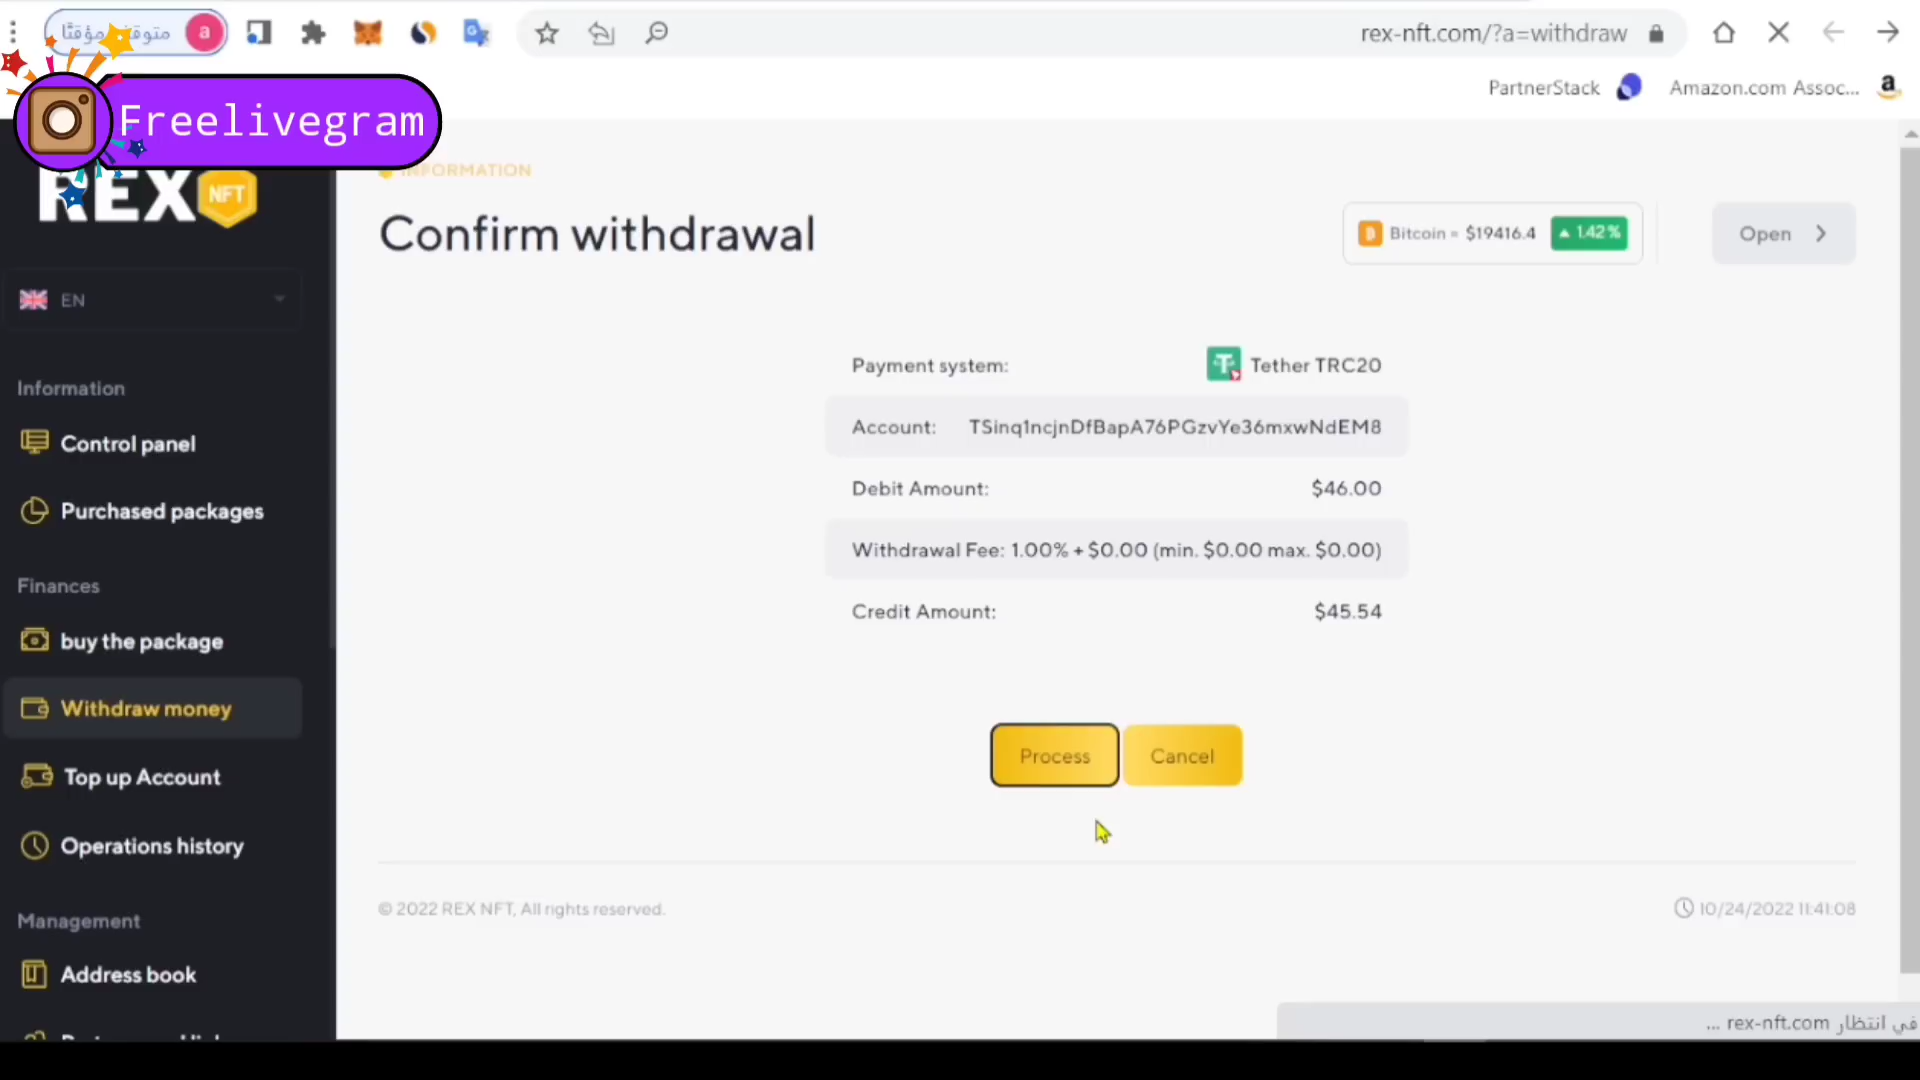 متوقف مؤقتًا
a
rex-nft.com/?a=withdraw
PartnerStack
Amazon.com Assoc...
Freelivegram
REX NFT
INFORMATION
Confirm withdrawal
Bitcoin = $19416.4
1.42%
Open
EN
Payment system: Tether TRC20
Information
Account: TSinq1ncjnDfBapA76PGzvYe36mxwNdEM8
Control panel
Debit Amount: $46.00
Purchased packages
Withdrawal Fee: 1.00% + $0.00 (min. $0.00 max. $0.00)
Finances
Credit Amount: $45.54
buy the package
Withdraw money
Process
Cancel
Top up Account
Operations history
© 2022 REX NFT, All rights reserved.
10/24/2022 11:41:08
Management
Address book
في انتظار rex-nft.com ...